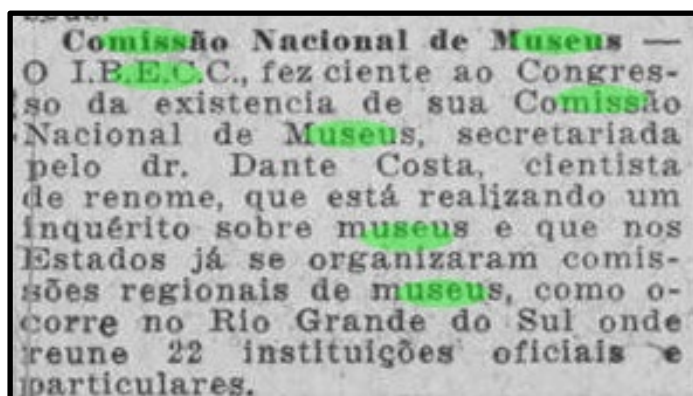 Comissão Nacional de Museus —
O I.B.E.C.C., fez ciente ao Congres-
so da existencia de sua Comissão
Nacional de Museus, secretariada
pelo dr. Dante Costa, cientista
de renome, que está realizando um
inquérito sobre museus e que nos
Estados já se organizaram comis-
sões regionais de museus, como o-
corre no Rio Grande do Sul onde
reune 22 instituições oficiais e
particulares.